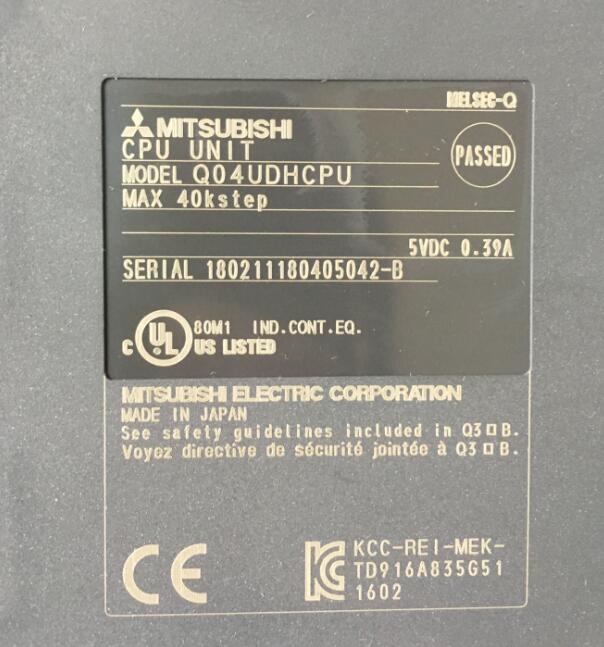 MELSEC-Q
MITSUBISHI
CPU UNIT
PASSED
MODEL Q04UDHCPU
MAX 40kstep
5VDC 0.39A
SERIAL 180211180405042-B
C UL US LISTED
80M1 IND.CONT.EQ.
MITSUBISHI ELECTRIC CORPORATION
MADE IN JAPAN
See safety guidelines included in Q3□B.
Voyez directive de sécurité jointée à Q3□B.
CE
KC
KCC-REI-MEK-
TD916A835G51
1602